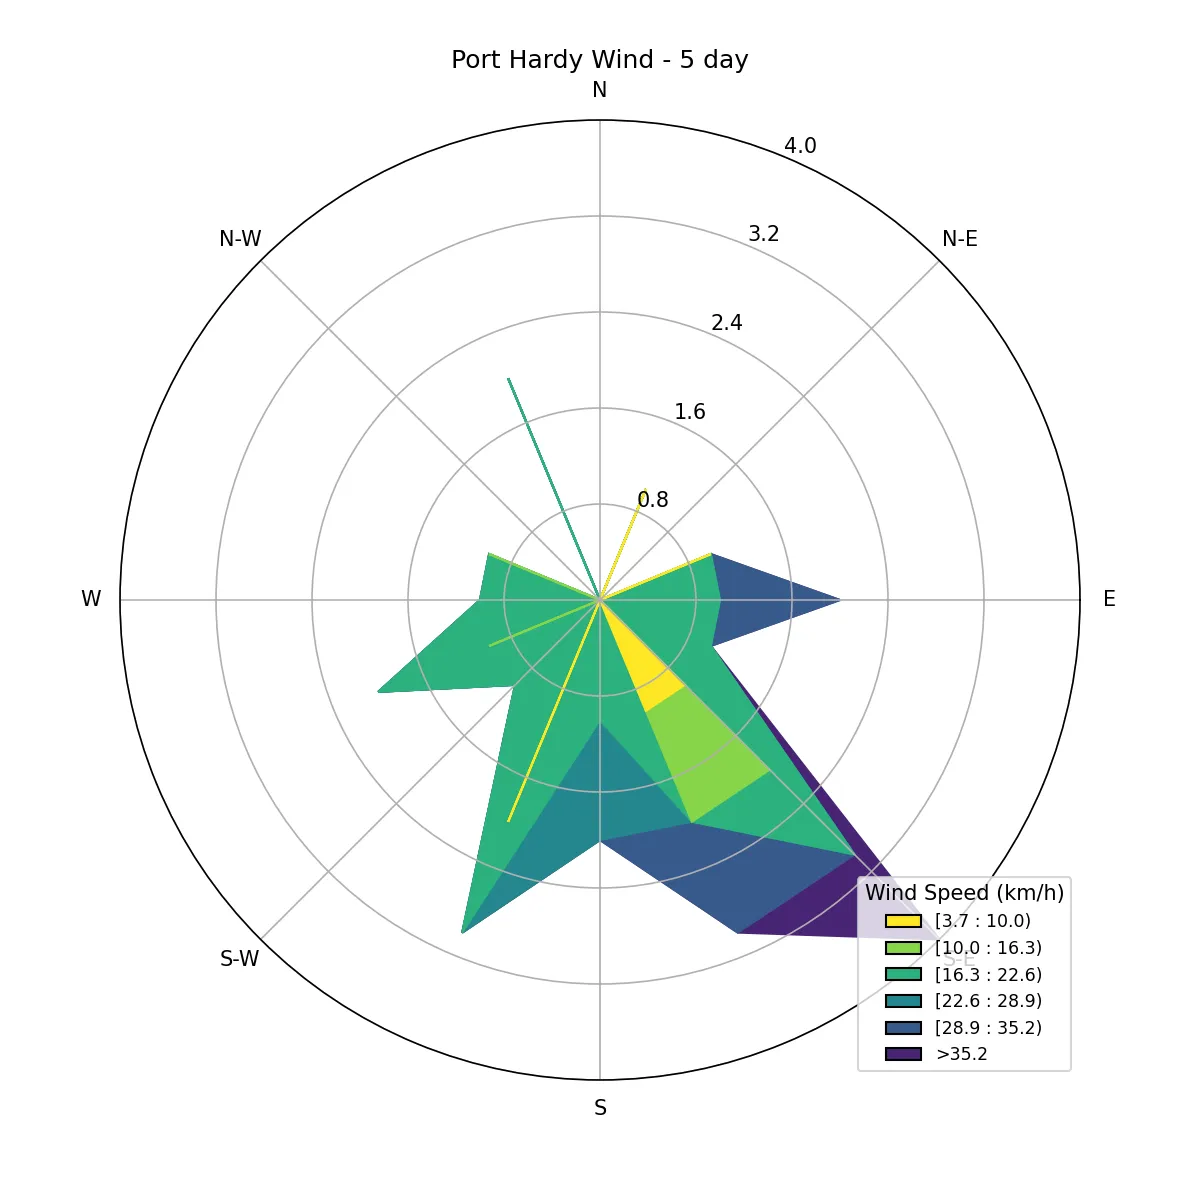 Port Hardy Wind - 5 day
N
4.0
N-W
3.2
N-E
2.4
1.6
0.8
W
E
Wind Speed (km/h)
[3.7 : 10.0)
[10.0 : 16.3)
[16.3 : 22.6)
[22.6 : 28.9)
[28.9 : 35.2)
>35.2
S-W
S-E
S